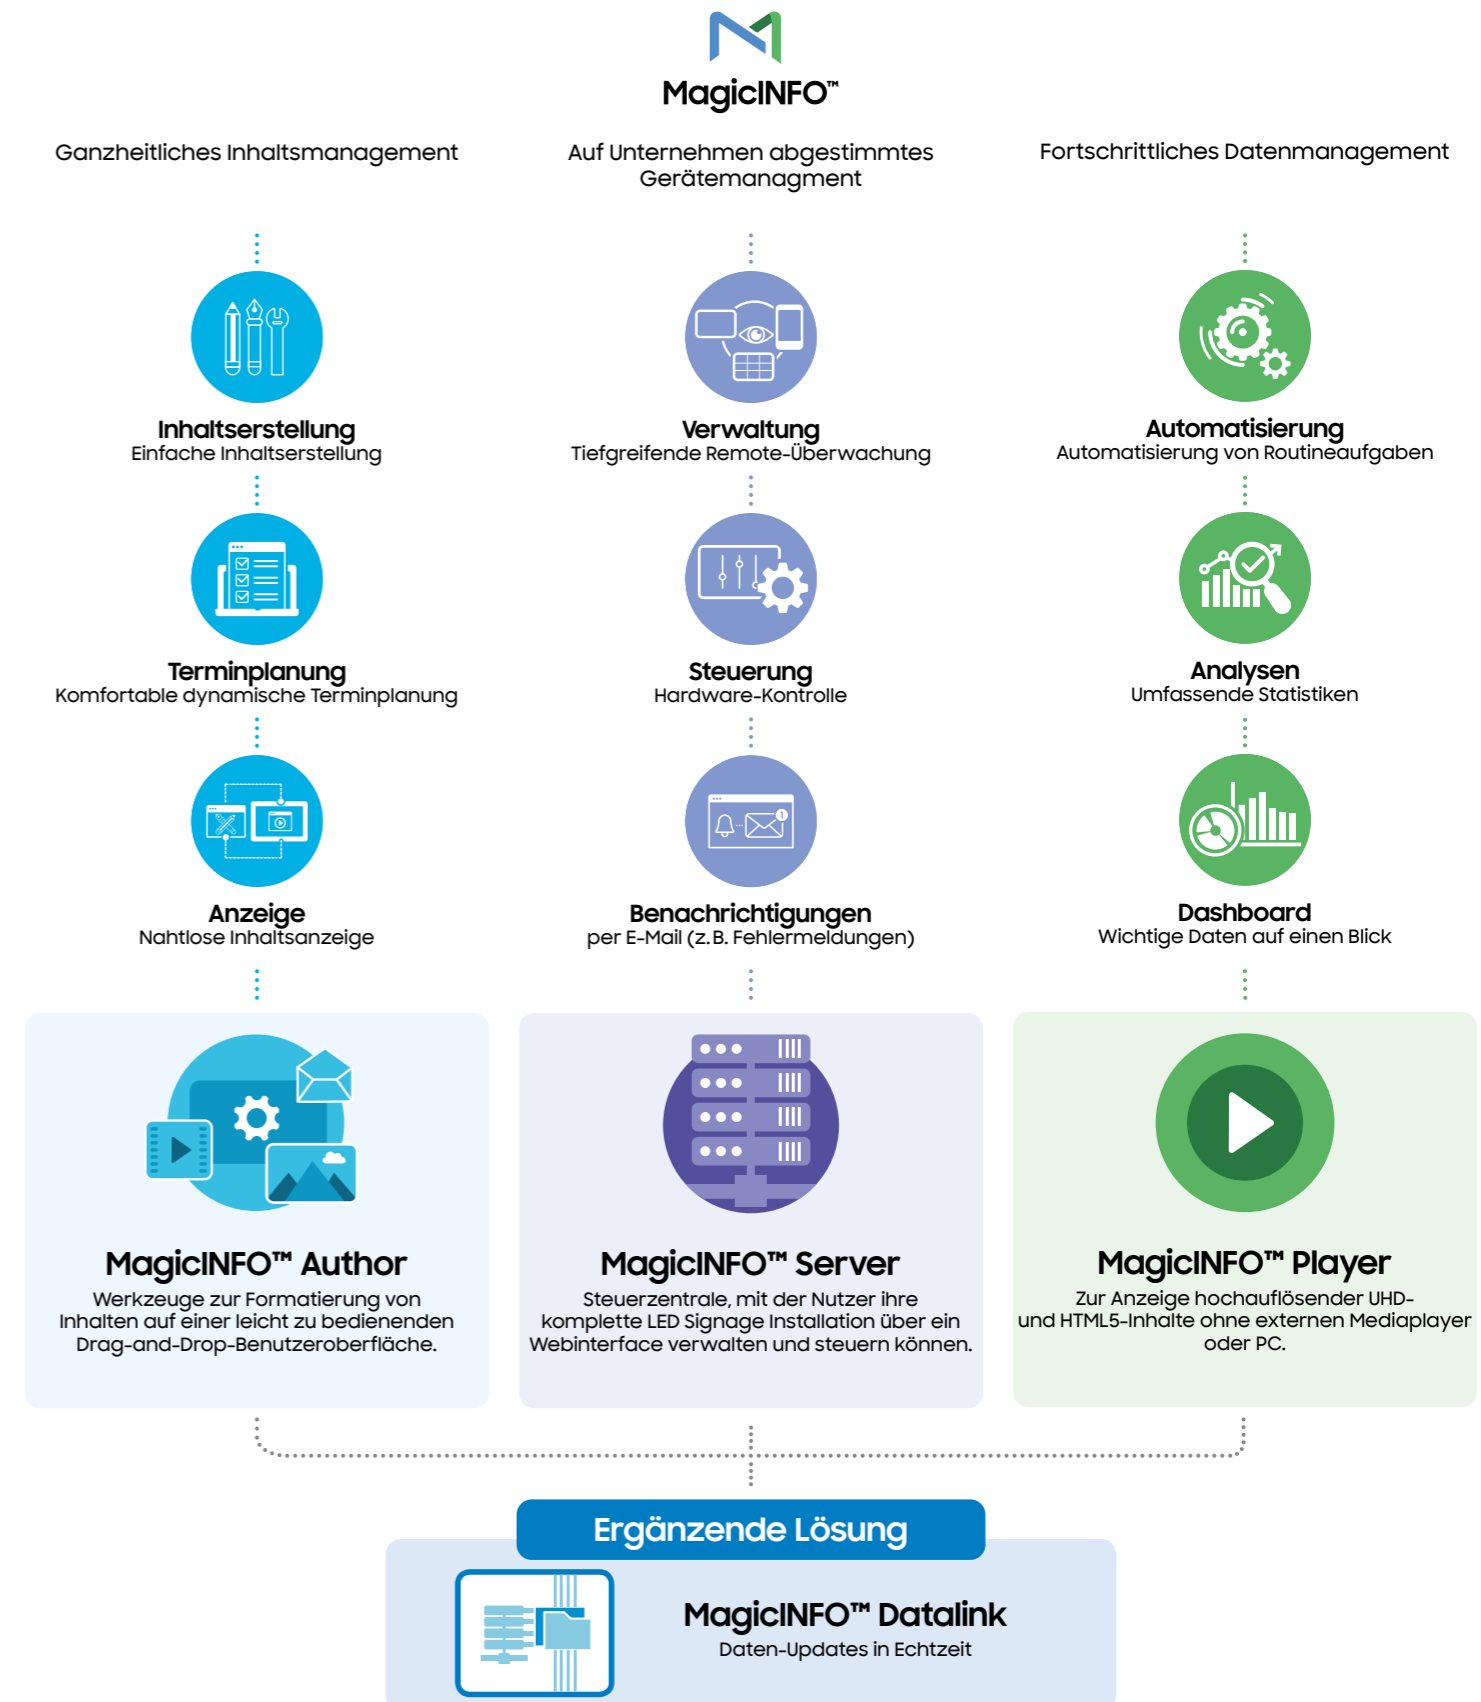 MagicINFO™
Ganzheitliches Inhaltsmanagement
Auf Unternehmen abgestimmtes
Gerätemanagment
Fortschrittliches Datenmanagement
Inhaltserstellung
Einfache Inhaltserstellung
Verwaltung
Tiefgreifende Remote-Überwachung
Automatisierung
Automatisierung von Routineaufgaben
Terminplanung
Komfortable dynamische Terminplanung
Steuerung
Hardware-Kontrolle
Analysen
Umfassende Statistiken
1
Anzeige
Nahtlose Inhaltsanzeige
Benachrichtigungen
per E-Mail (z. B. Fehlermeldungen)
Dashboard
Wichtige Daten auf einen Blick
MagicINFO™ Author
Werkzeuge zur Formatierung von
Inhalten auf einer leicht zu bedienenden
Drag-and-Drop-Benutzeroberfläche.
MagicINFO™ Server
Steuerzentrale, mit der Nutzer ihre
komplette LED Signage Installation über ein
Webinterface verwalten und steuern können.
MagicINFO™ Player
Zur Anzeige hochauflösender UHD-
und HTML5-Inhalte ohne externen Mediaplayer
oder PC.
Ergänzende Lösung
MagicINFO™ Datalink
Daten-Updates in Echtzeit